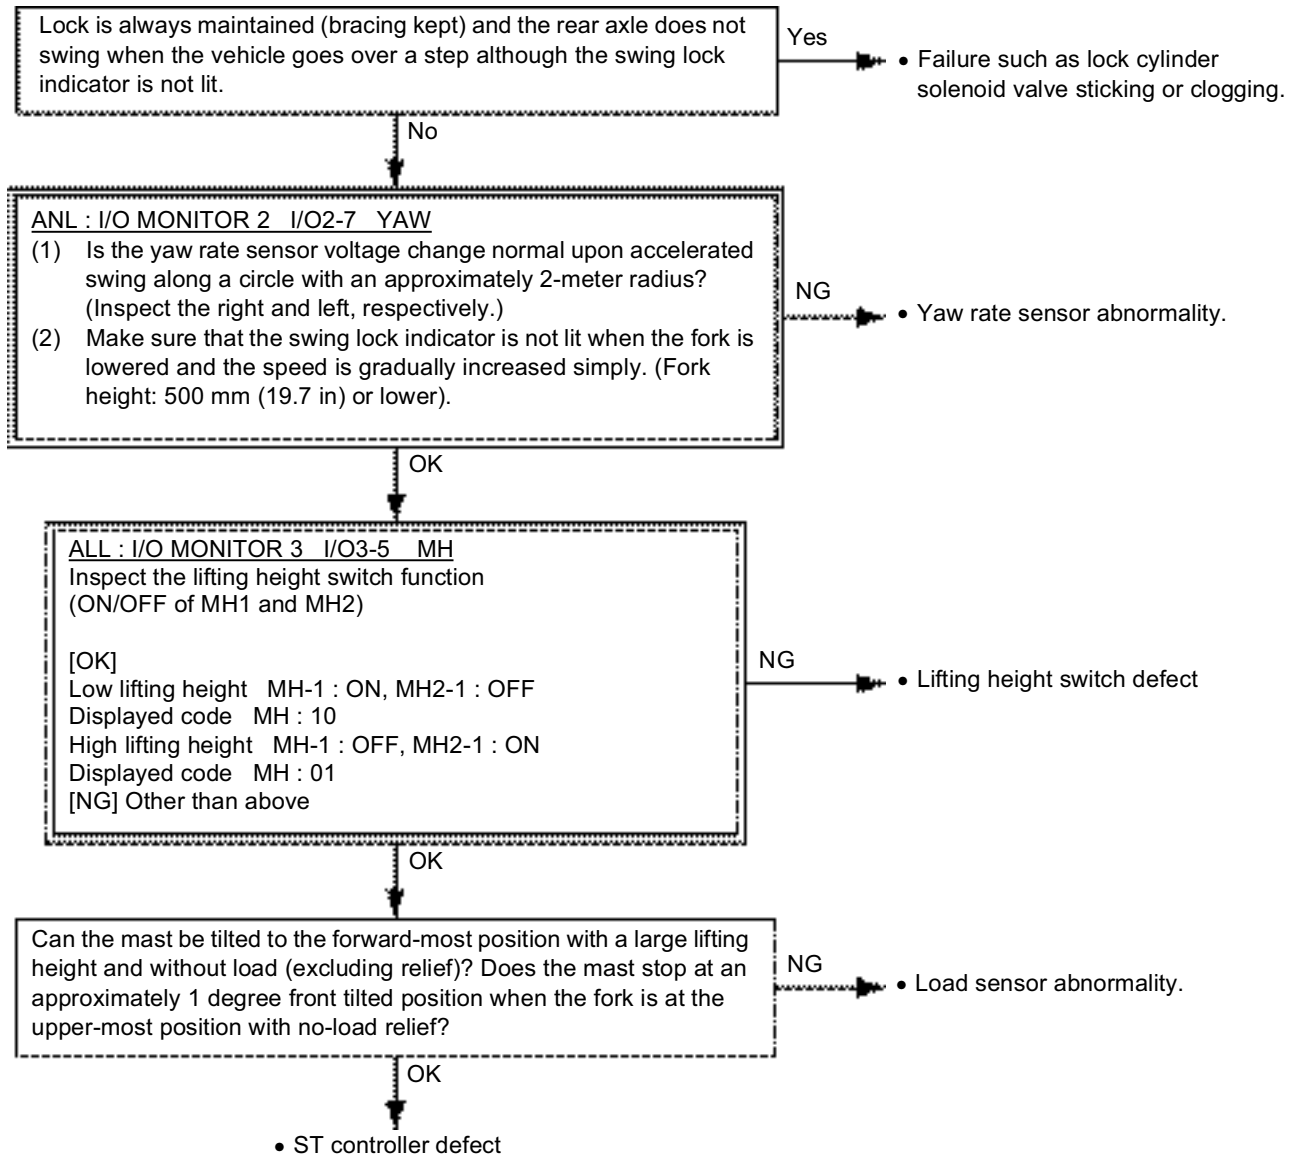 Lock is always maintained (bracing kept) and the rear axle does not
swing when the vehicle goes over a step although the swing lock
indicator is not lit.
Yes
• Failure such as lock cylinder
solenoid valve sticking or clogging.
No
ANL : I/O MONITOR 2 I/O2-7 YAW
(1) Is the yaw rate sensor voltage change normal upon accelerated
swing along a circle with an approximately 2-meter radius?
(Inspect the right and left, respectively.)
(2) Make sure that the swing lock indicator is not lit when the fork is
lowered and the speed is gradually increased simply. (Fork
height: 500 mm (19.7 in) or lower).
NG
• Yaw rate sensor abnormality.
OK
ALL : I/O MONITOR 3 I/O3-5 MH
Inspect the lifting height switch function
(ON/OFF of MH1 and MH2)
[OK]
Low lifting height MH-1 : ON, MH2-1 : OFF
Displayed code MH : 10
High lifting height MH-1 : OFF, MH2-1 : ON
Displayed code MH : 01
[NG] Other than above
NG
• Lifting height switch defect
OK
Can the mast be tilted to the forward-most position with a large lifting
height and without load (excluding relief)? Does the mast stop at an
approximately 1 degree front tilted position when the fork is at the
upper-most position with no-load relief?
NG
• Load sensor abnormality.
OK
• ST controller defect